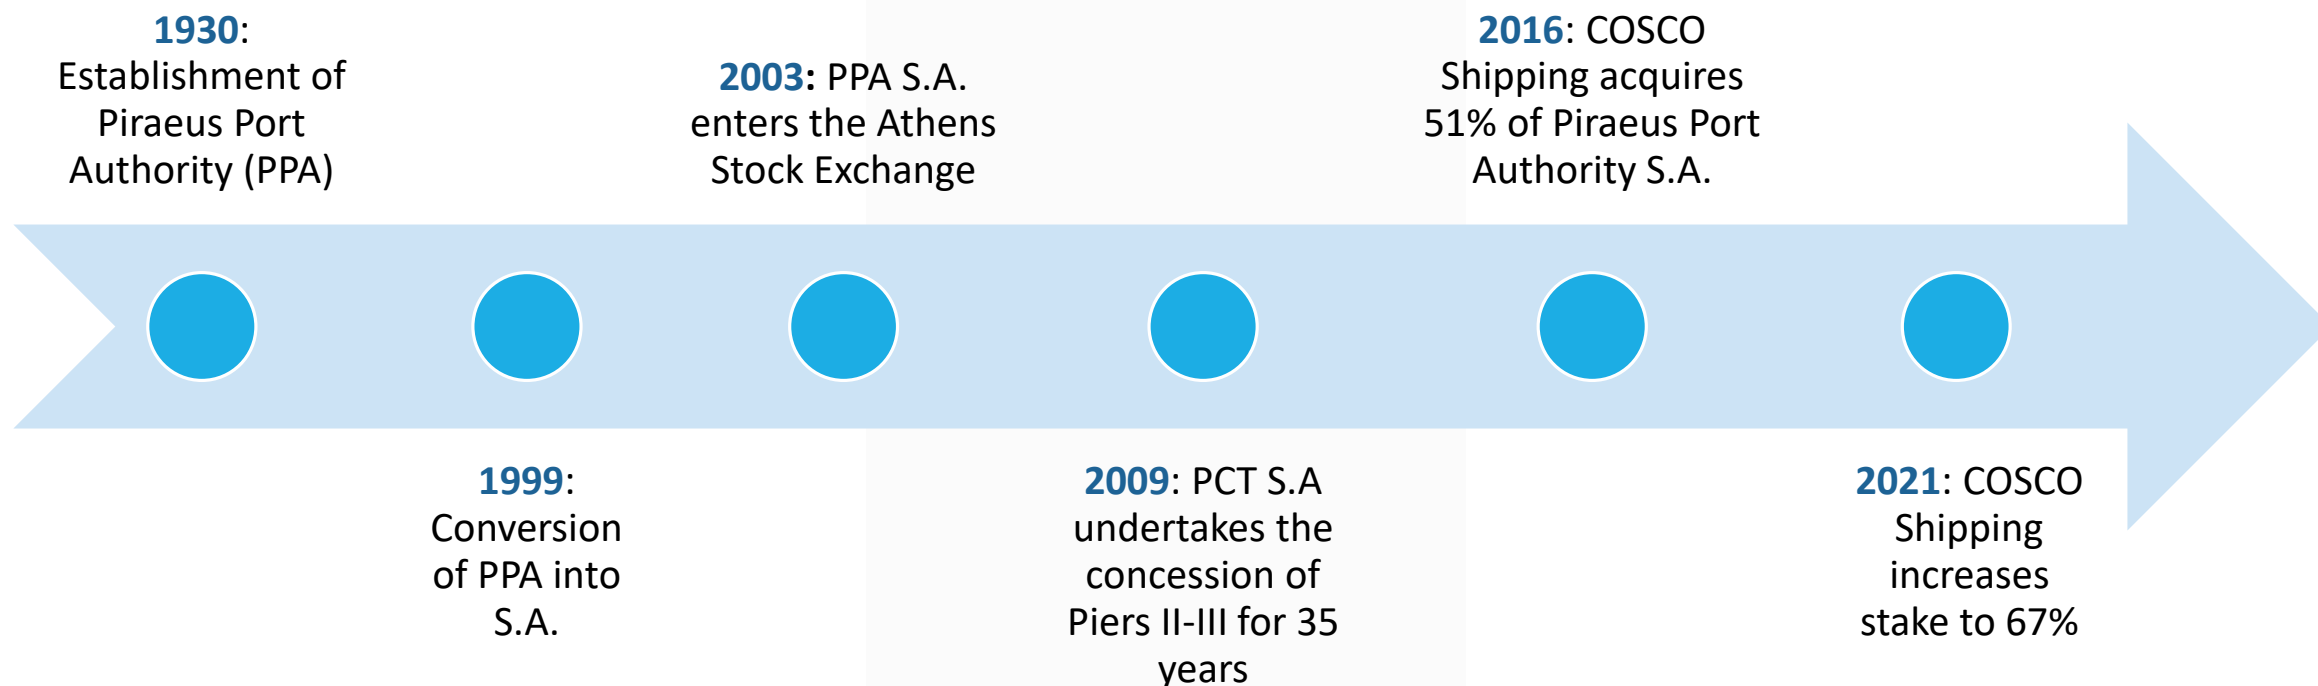 1930:
Establishment of
Piraeus Port
Authority (PPA)
1999:
Conversion
of PPA into
S.A.
2003: PPA S.A.
enters the Athens
Stock Exchange
2009: PCT S.A
undertakes the
concession of
Piers II-III for 35
years
2016: COSCO
Shipping acquires
51% of Piraeus Port
Authority S.A.
2021: COSCO
Shipping
increases
stake to 67%